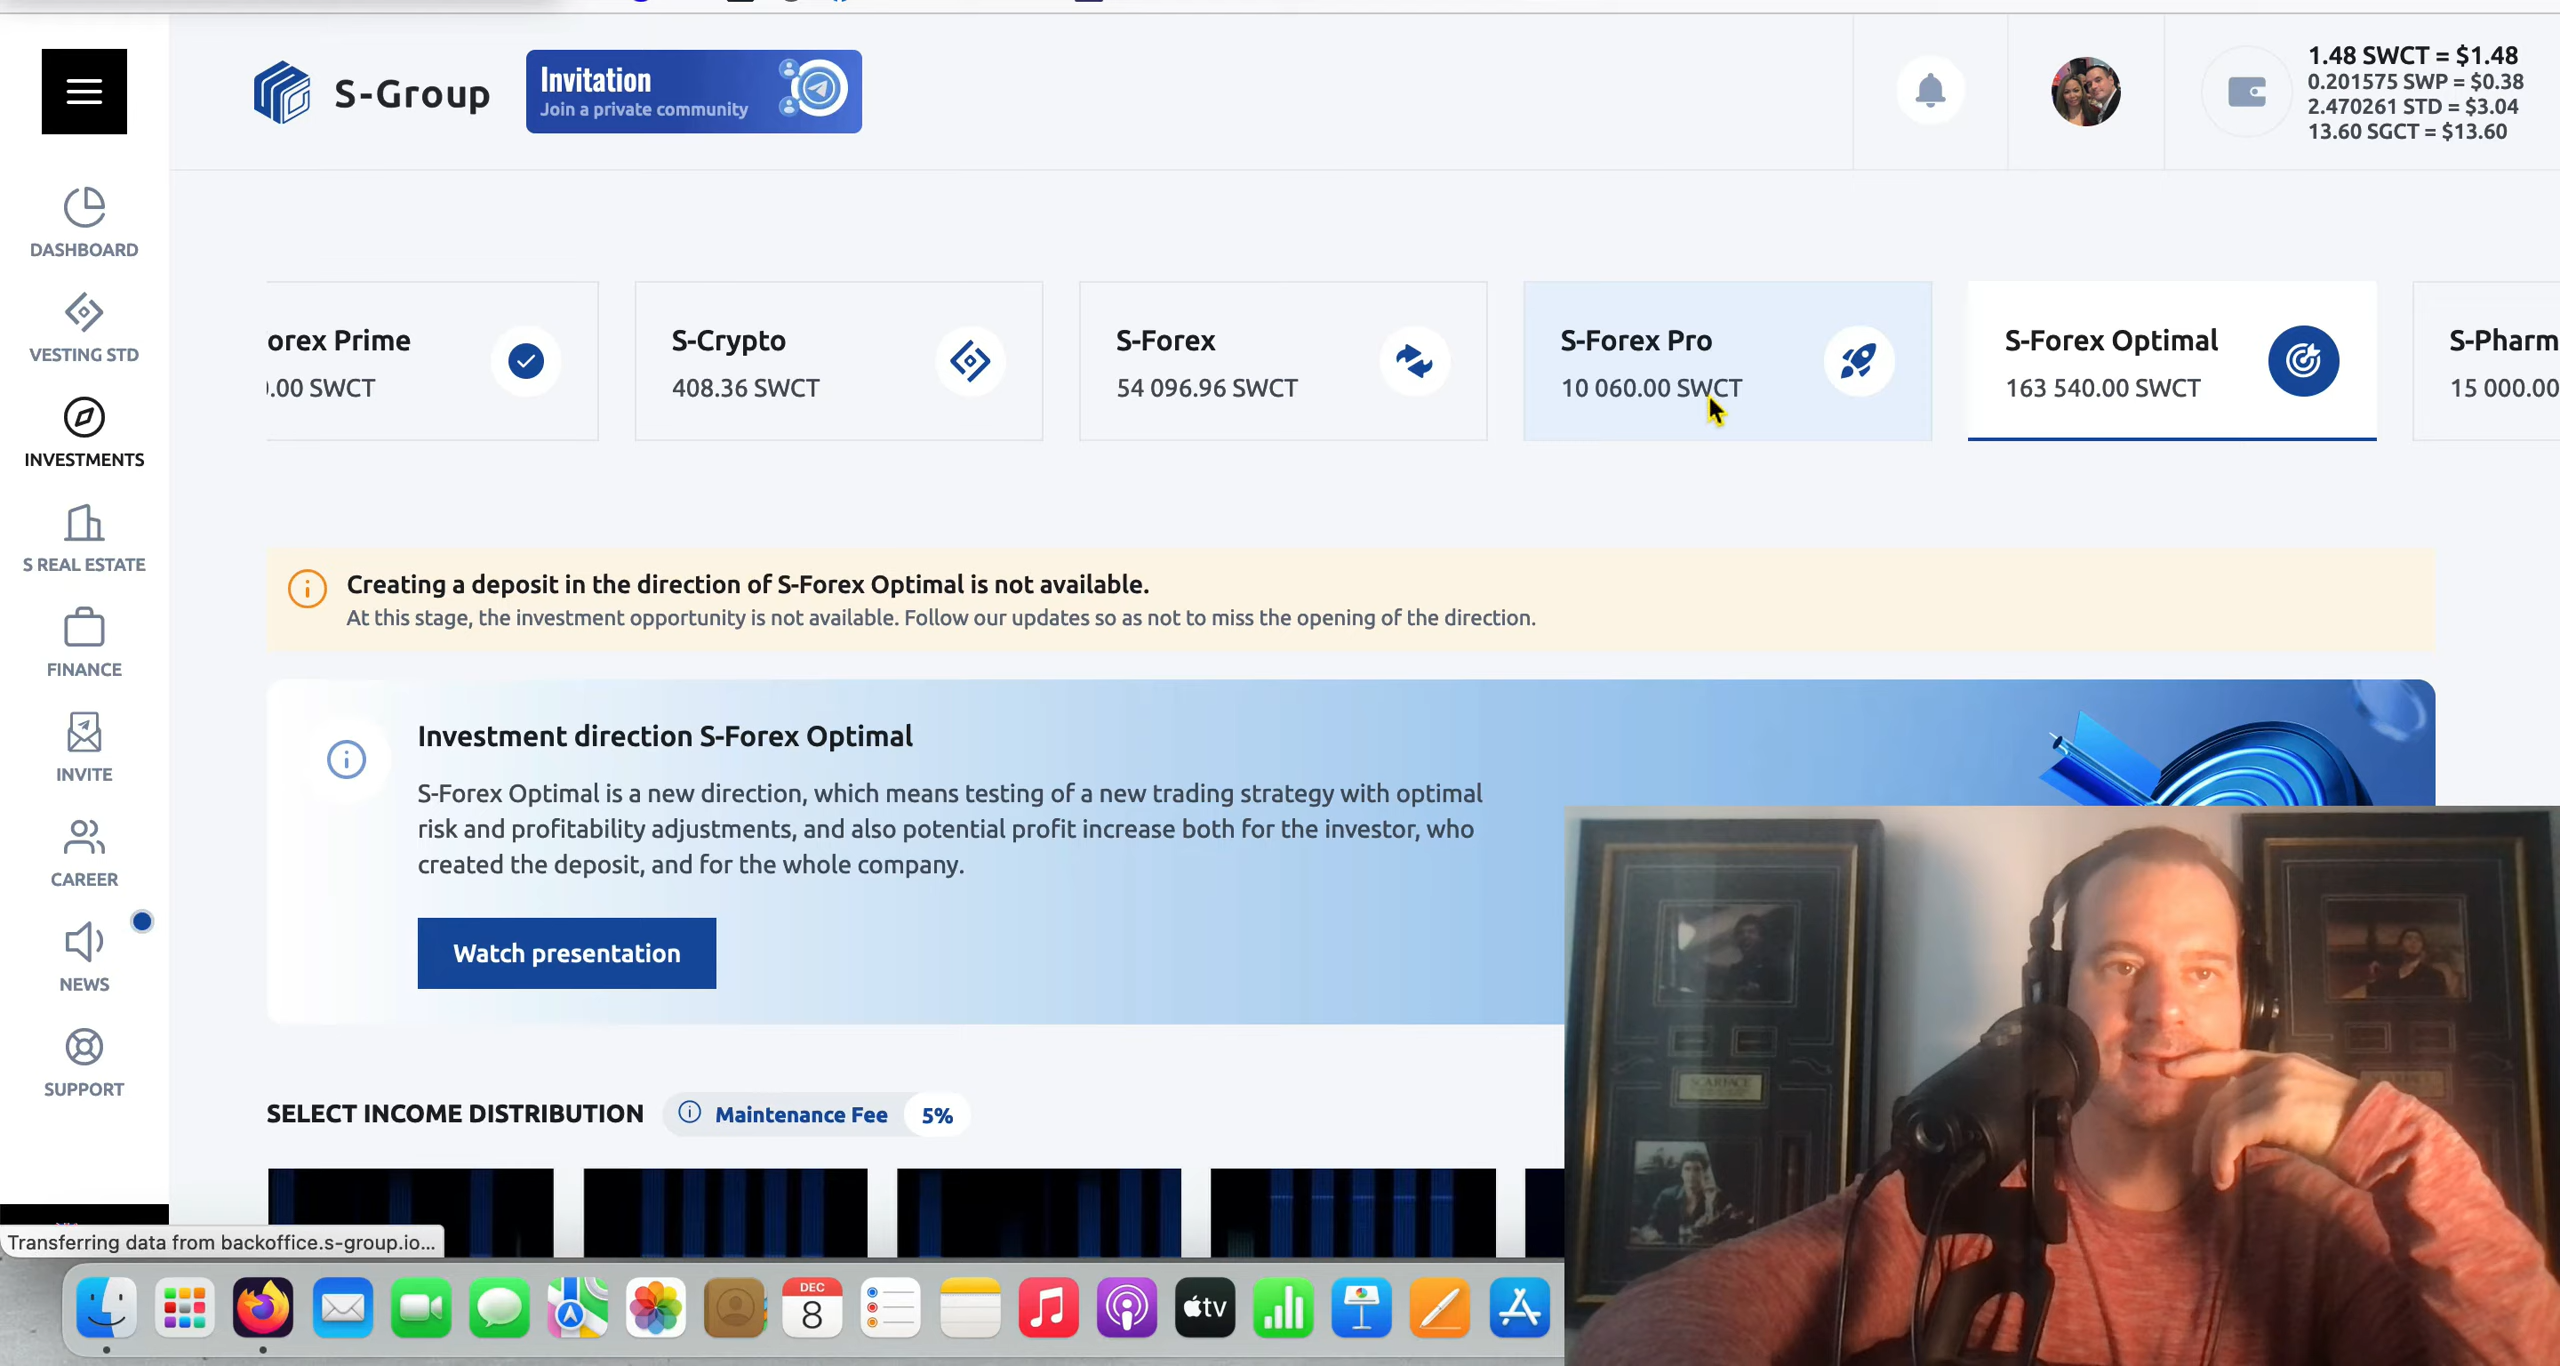 S-Group
Invitation
Join a private community
1.48 SWCT = $1.48
0.201575 SWP = $0.38
2.470261 STD = $3.04
13.60 SGCT = $13.60
DASHBOARD
VESTING STD
INVESTMENTS
S REAL ESTATE
FINANCE
INVITE
CAREER
NEWS
SUPPORT
orex Prime
.00 SWCT
S-Crypto
408.36 SWCT
S-Forex
54 096.96 SWCT
S-Forex Pro
10 060.00 SWCT
S-Forex Optimal
163 540.00 SWCT
S-Pharm
15 000.00
Creating a deposit in the direction of S-Forex Optimal is not available.
At this stage, the investment opportunity is not available. Follow our updates so as not to miss the opening of the direction.
Investment direction S-Forex Optimal
S-Forex Optimal is a new direction, which means testing of a new trading strategy with optimal
risk and profitability adjustments, and also potential profit increase both for the investor, who
created the deposit, and for the whole company.
Watch presentation
SELECT INCOME DISTRIBUTION
Maintenance Fee 5%
SCARFACE
Transferring data from backoffice.s-group.io...
DEC
8
tv